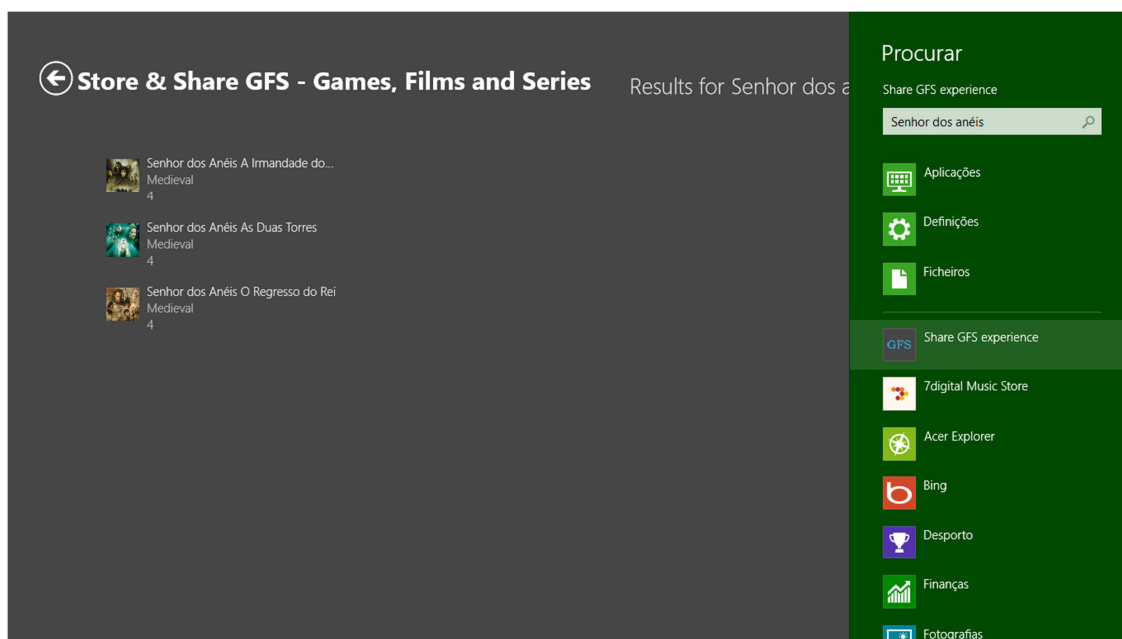 Store & Share GFS - Games, Films and Series
Results for Senhor dos a
Senhor dos Anéis A Irmandade do...
Medieval
4
Senhor dos Anéis As Duas Torres
Medieval
4
Senhor dos Anéis O Regresso do Rei
Medieval
4
Procurar
Share GFS experience
Senhor dos anéis
Aplicações
Definições
Ficheiros
GFS
Share GFS experience
7digital Music Store
Acer Explorer
b
Bing
Desporto
Finanças
Fotografias